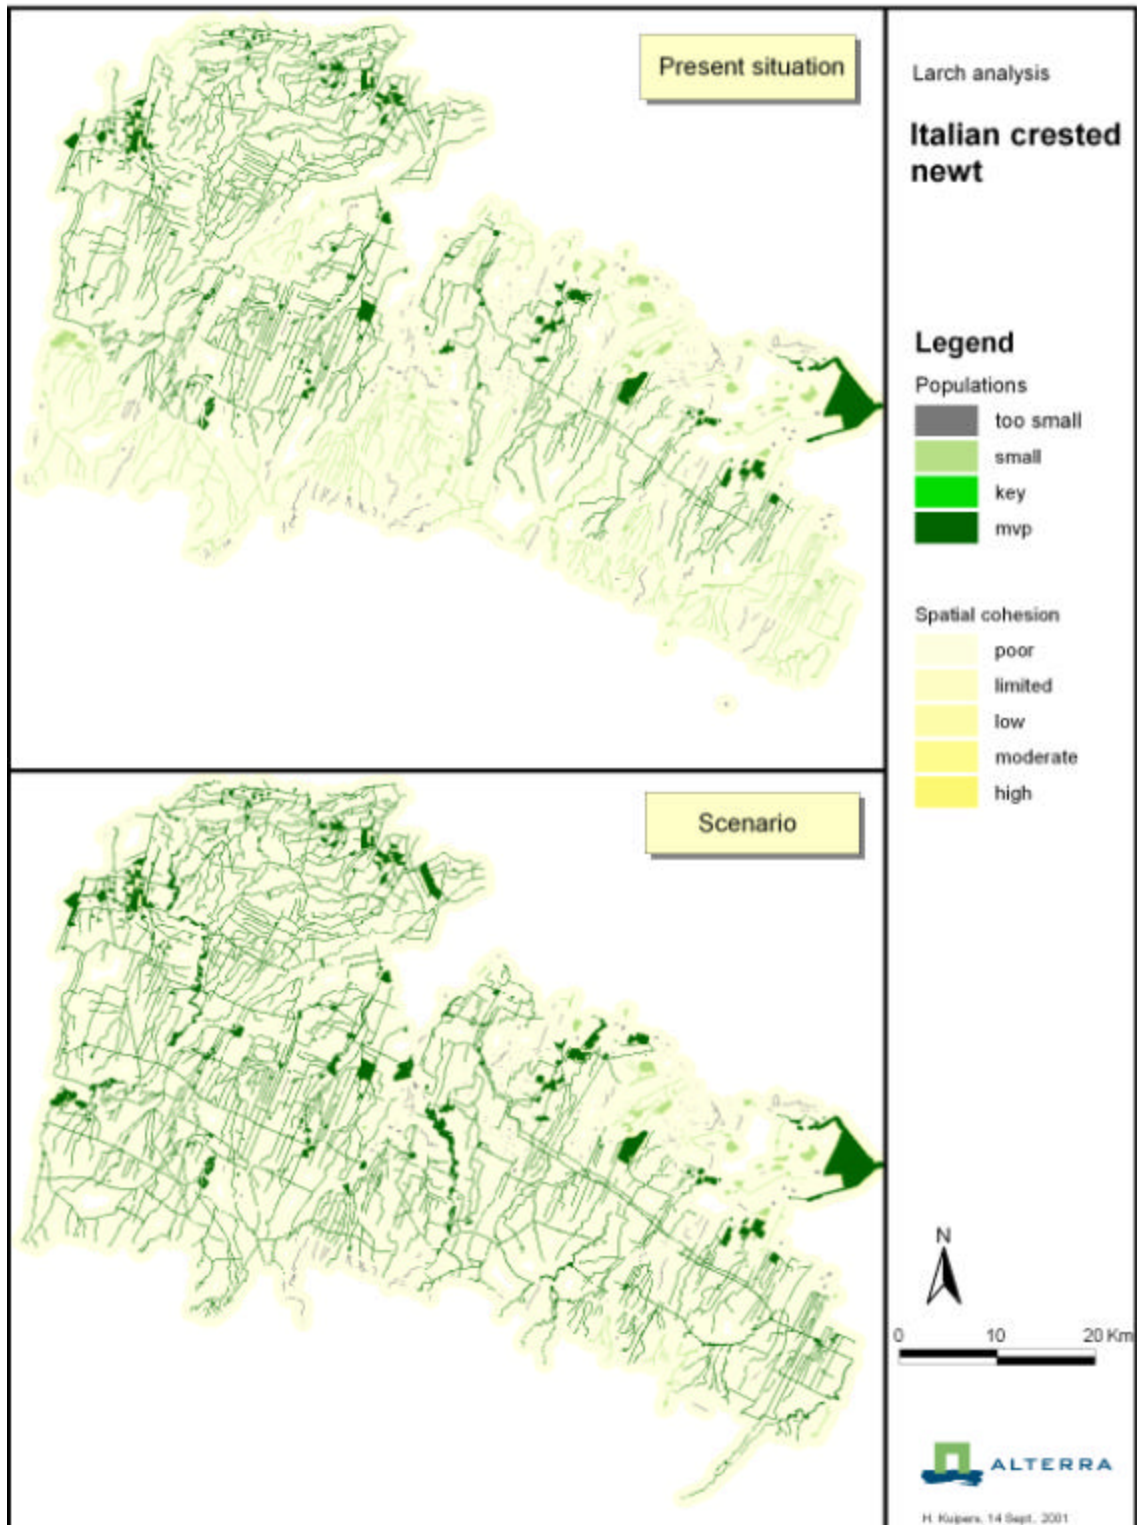 Present situation
Larch analysis
Italian crested
newt
Legend
Populations
too small
small
key
mvp
Spatial cohesion
poor
limited
low
moderate
high
Scenario
N
0 10 20 Km
ALTERRA
H. Kuipers, 14 Sept., 2001